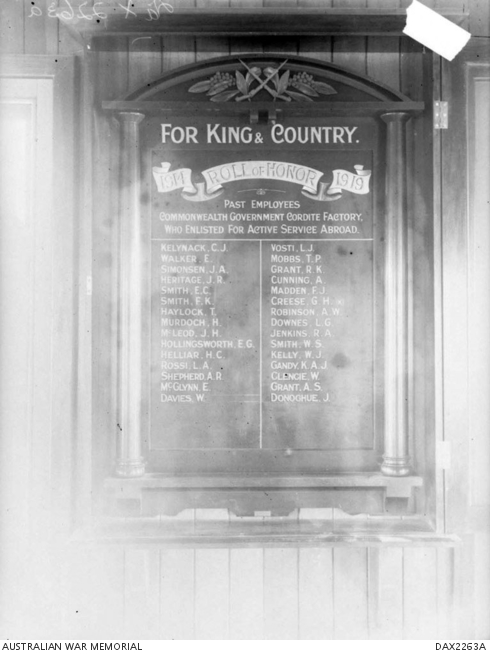 FOR KING & COUNTRY.
1914 ROLL OF HONOR 1919
PAST EMPLOYEES
COMMONWEALTH GOVERNMENT CORDITE FACTORY.
WHO ENLISTED FOR ACTIVE SERVICE ABROAD.
KELYNACK, C.J.
WALKER, E.
SIMONSEN, J.A.
HERITAGE, J.R.
SMITH, E.C.
SMITH, F.K.
HAYLOCK, T.
MURDOCH, H.
MCLEOD, J.H.
HOLLINGSWORTH, E.G.
HELLIAR, H.C.
ROSSI, L.A.
SHEPHERD A.R.
MCGLYNN, E.
DAVIES, W.
VOSTI, L.J.
MOBBS, T.P.
GRANT, R.K.
CUNNING, A.
MADDEN, F.J.
CREESE, G.H.
ROBINSON, A.W.
DOWNES, L.G.
JENKINS, R.A.
SMITH, W.S.
KELLY, W.J.
GANDY, K.A.J.
CLENCIE, W.
GRANT, A.S.
DONOGHUE, J.
AUSTRALIAN WAR MEMORIAL
DAX2263A